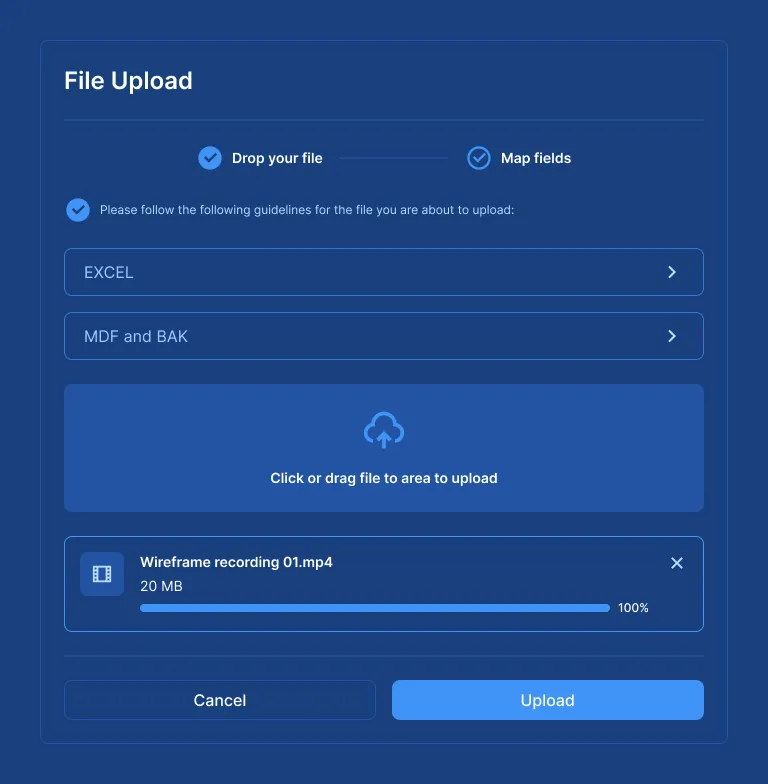 File Upload
Drop your file
Map fields
Please follow the following guidelines for the file you are about to upload:
EXCEL
MDF and BAK
Click or drag file to area to upload
Wireframe recording 01.mp4
20 MB
100%
Cancel
Upload